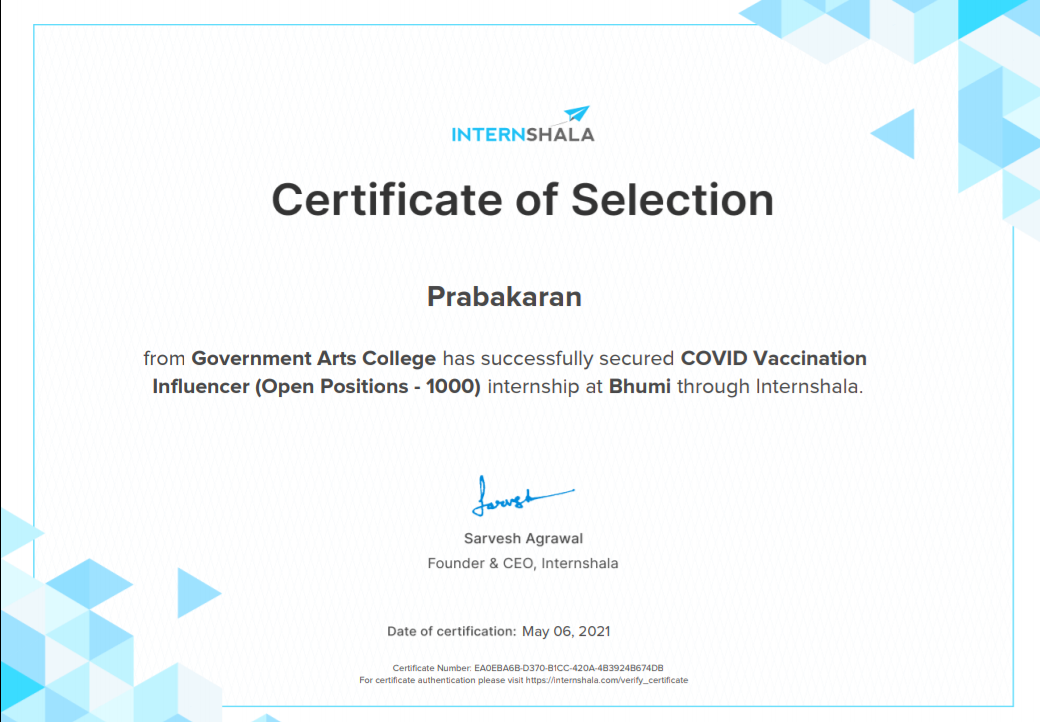 INTERNSHALA
Certificate of Selection
Prabakaran
from Government Arts College has successfully secured COVID Vaccination
Influencer (Open Positions - 1000) internship at Bhumi through Internshala.
Sarvesh
Sarvesh Agrawal
Founder & CEO, Internshala
Date of certification: May 06, 2021
Certificate Number: EA0EBA6B-D370-B1CC-420A-4B3924B674DB
For certificate authentication please visit https://internshala.com/verify_certificate